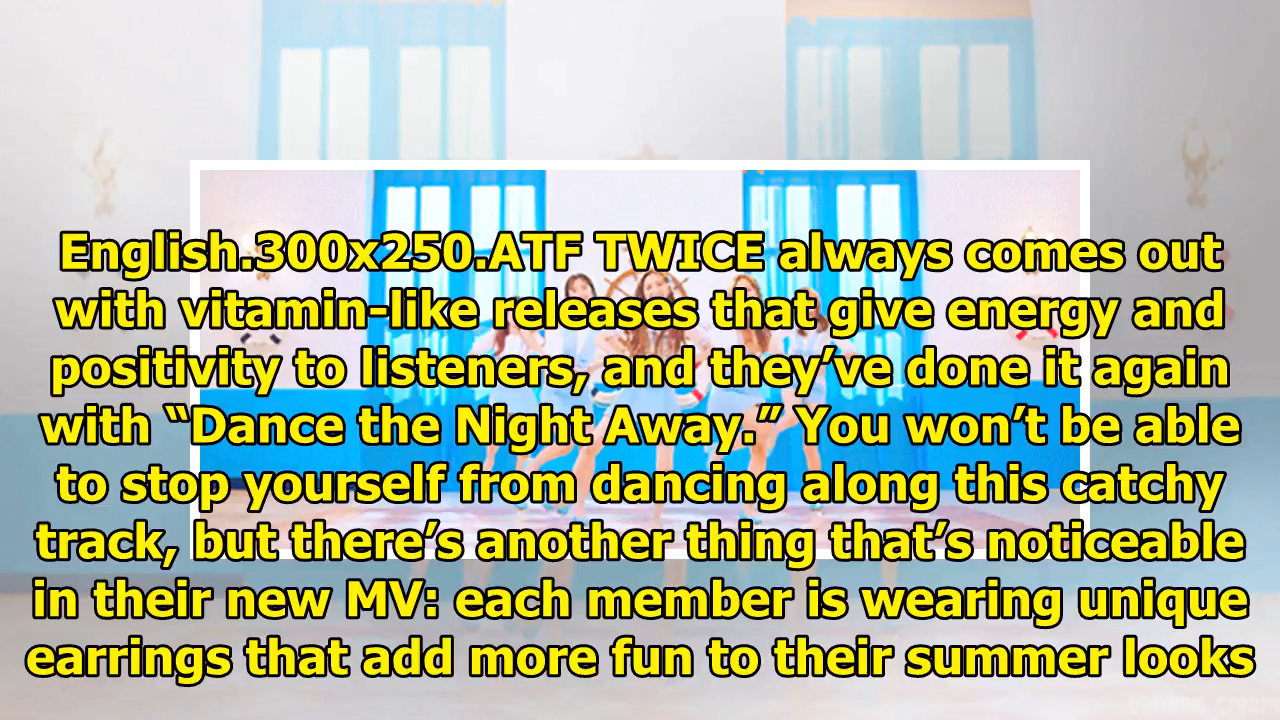 English.300x250.ATF TWICE always comes out
with vitamin-like releases that give energy and
positivity to listeners, and they’ve done it again
with “Dance the Night Away.” You won’t be able
to stop yourself from dancing along this catchy
track, but there’s another thing that’s noticeable
in their new MV: each member is wearing unique
earrings that add more fun to their summer looks